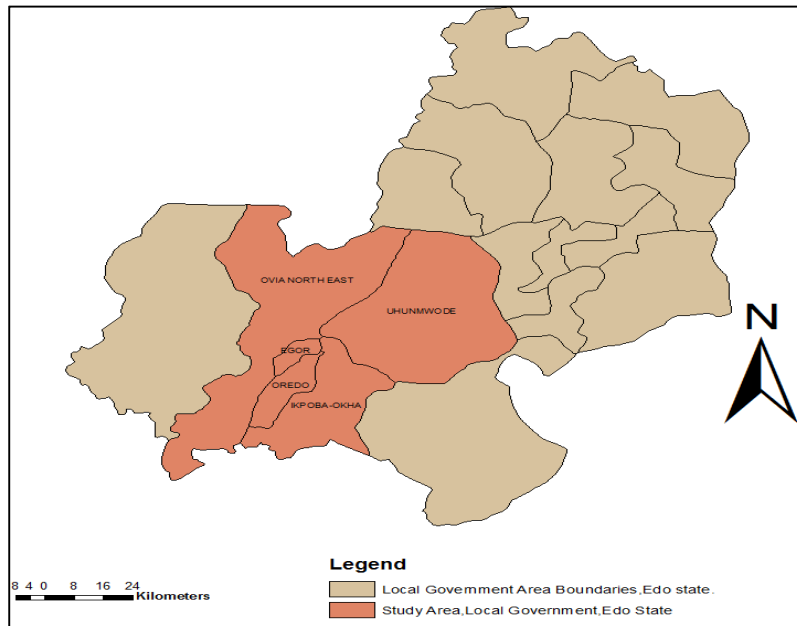 OVIA NORTH EAST
UHUNMWODE
EGOR
OREDO
IKPOBA-OKHA
N
Legend
Local Government Area Boundaries,Edo state.
Study Area,Local Government,Edo State
8 4 0 8 16 24
Kilometers